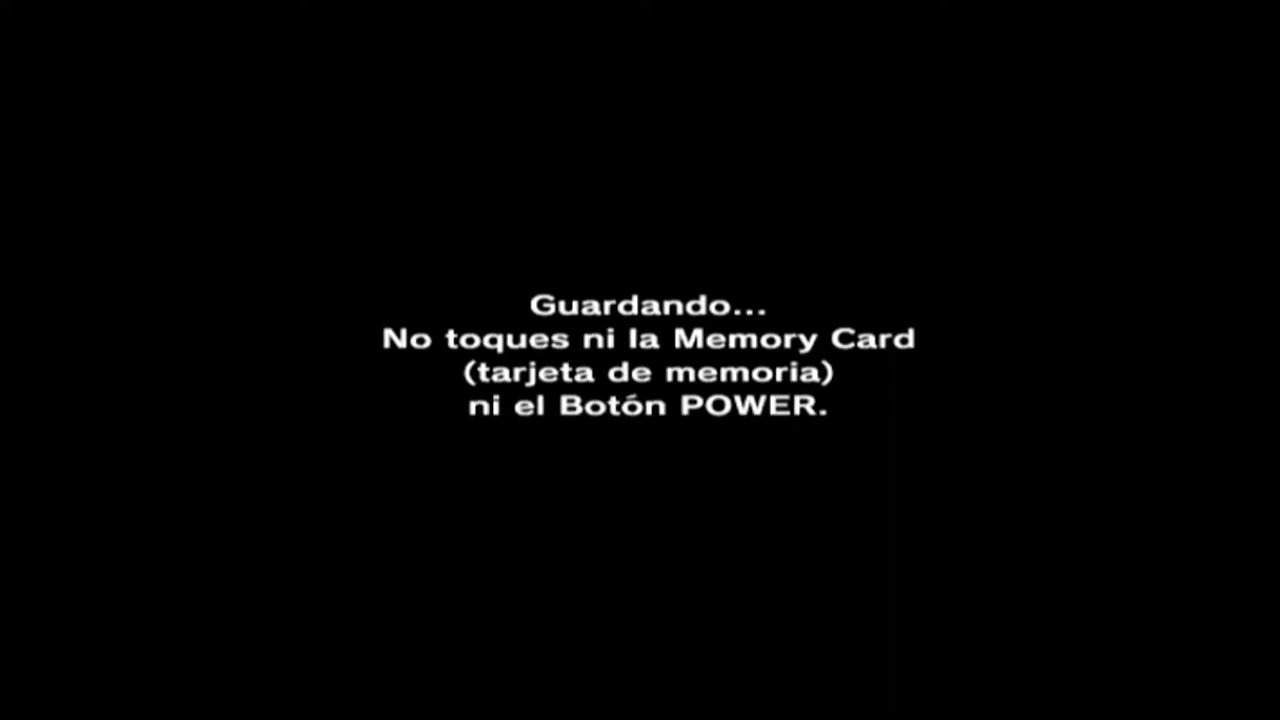 Guardando...
No toques ni la Memory Card
(tarjeta de memoria)
ni el Botón POWER.